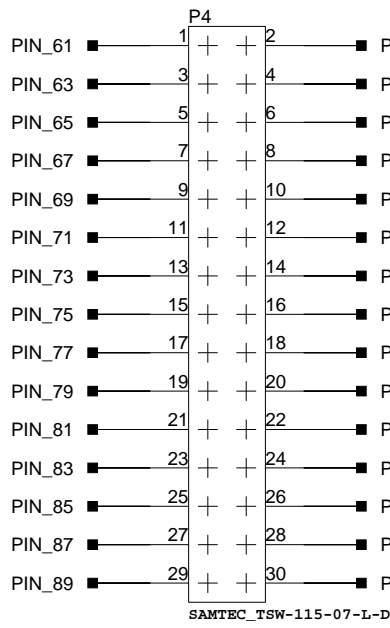 P4
PIN_61 1 2 P
PIN_63 3 4 P
PIN_65 5 6 P
PIN_67 7 8 P
PIN_69 9 10 P
PIN_71 11 12 P
PIN_73 13 14 P
PIN_75 15 16 P
PIN_77 17 18 P
PIN_79 19 20 P
PIN_81 21 22 P
PIN_83 23 24 P
PIN_85 25 26 P
PIN_87 27 28 P
PIN_89 29 30 P
SAMTEC_TSW-115-07-L-D